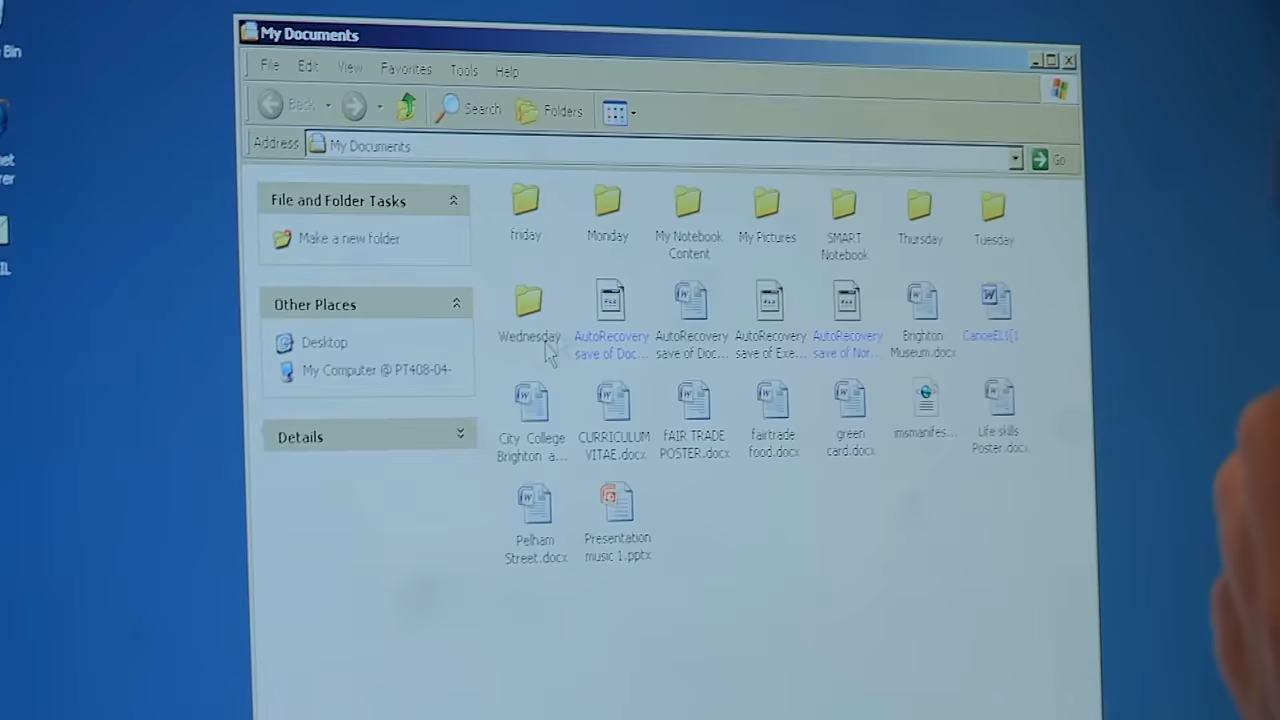 Bin
My Documents
File Edit View Favorites Tools Help
Back Search Folders
Address My Documents Go
File and Folder Tasks
Make a new folder
Other Places
Desktop
My Computer @ PT408-04-
Details
friday Monday My Notebook My Pictures SMART Thursday Tuesday
Content Notebook
Wednesday AutoRecovery AutoRecovery AutoRecovery AutoRecovery Brighton
save of Doc... save of Doc... save of Exe... save of Nor... Museum.docx
City College CURRICULUM fAIR TRADE fairtrade green imsmanifes... Life skills
Brighton a... VITAE.docx POSTER.docx food.docx card.docx Poster.docx
Pelham Presentation
Street.docx music 1.pptx